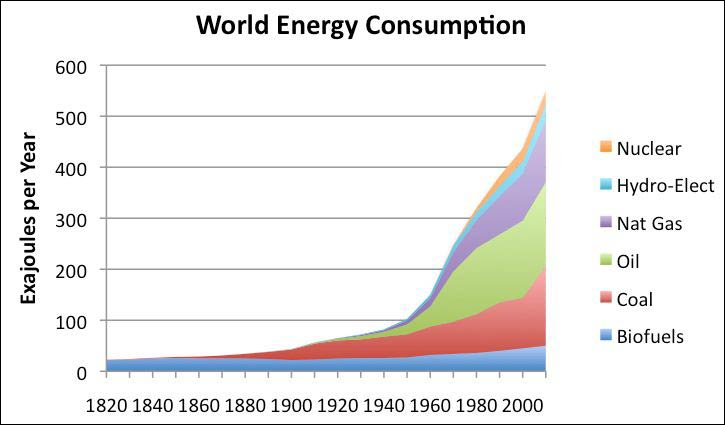 World Energy Consumption
600
500
400
300
200
100
0
Exajoules per Year
1820 1840 1860 1880 1900 1920 1940 1960 1980 2000
Nuclear
Hydro-Elect
Nat Gas
Oil
Coal
Biofuels